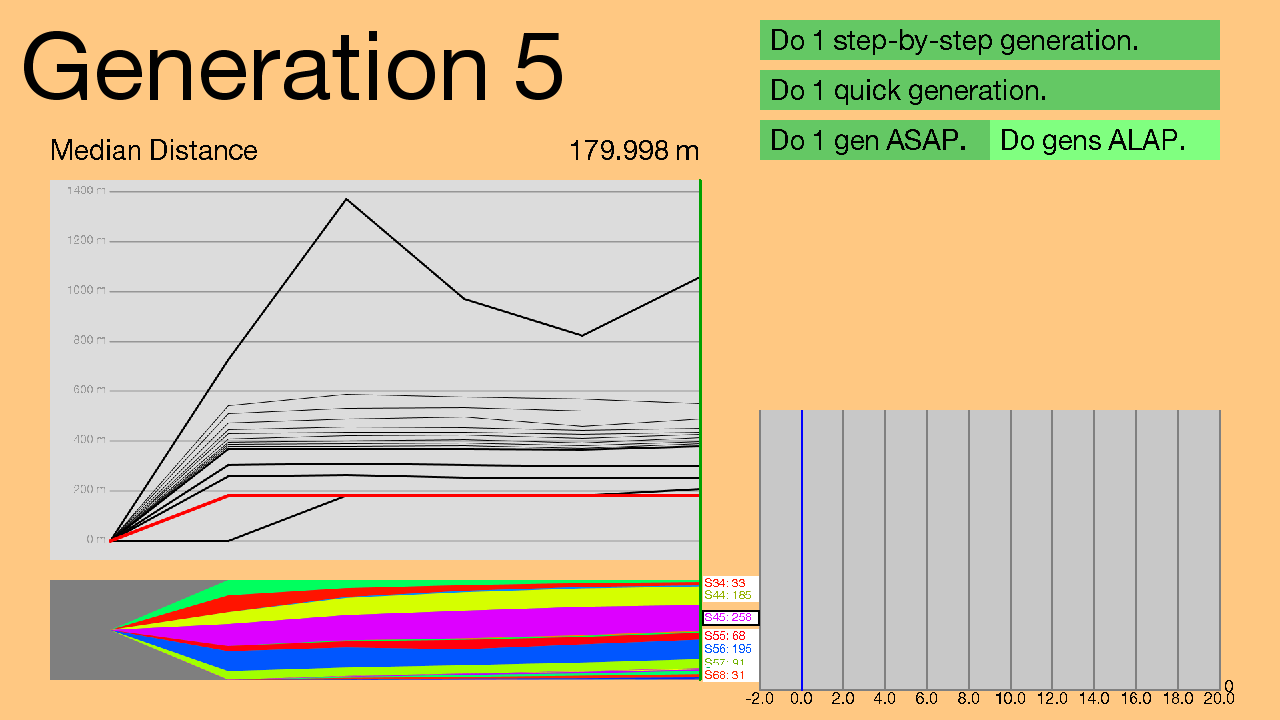 Generation 5
Do 1 step-by-step generation.
Do 1 quick generation.
Do 1 gen ASAP. Do gens ALAP.
Median Distance 179.998 m
1400 m
1200 m
1000 m
800 m
600 m
400 m
200 m
0 m
S34: 33
S44: 185
S45: 258
S55: 68
S56: 196
S57: 91
S68: 31
0
-2.0 0.0 2.0 4.0 6.0 8.0 10.0 12.0 14.0 16.0 18.0 20.0